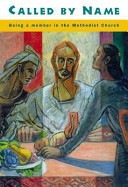 CALLED BY NAME
Being a member in the Methodist Church